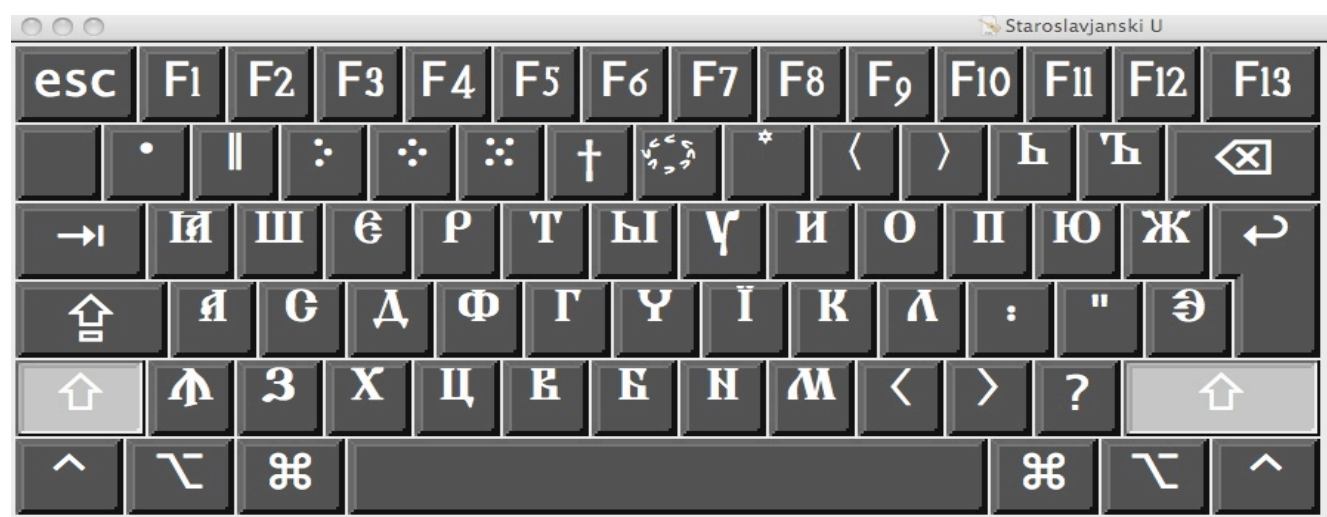 Staroslavjanski U
esc F1 F2 F3 F4 F5 F6 F7 F8 F9 F10 F11 F12 F13
• ‖ ჻ ⁘ ⁙ † ҈ * 〈 〉 Ь Ъ ⌫
⇥ Ꙗ Ш Є Р Т Ы Ѵ И О П Ю Ж ↩
⇪ А С Д Ф Г Ч Ї К Л : " Э
⇧ Ѧ З Х Ц В Б Н М < > ? ⇧
^ ⌥ ⌘ ⌘ ⌥ ^